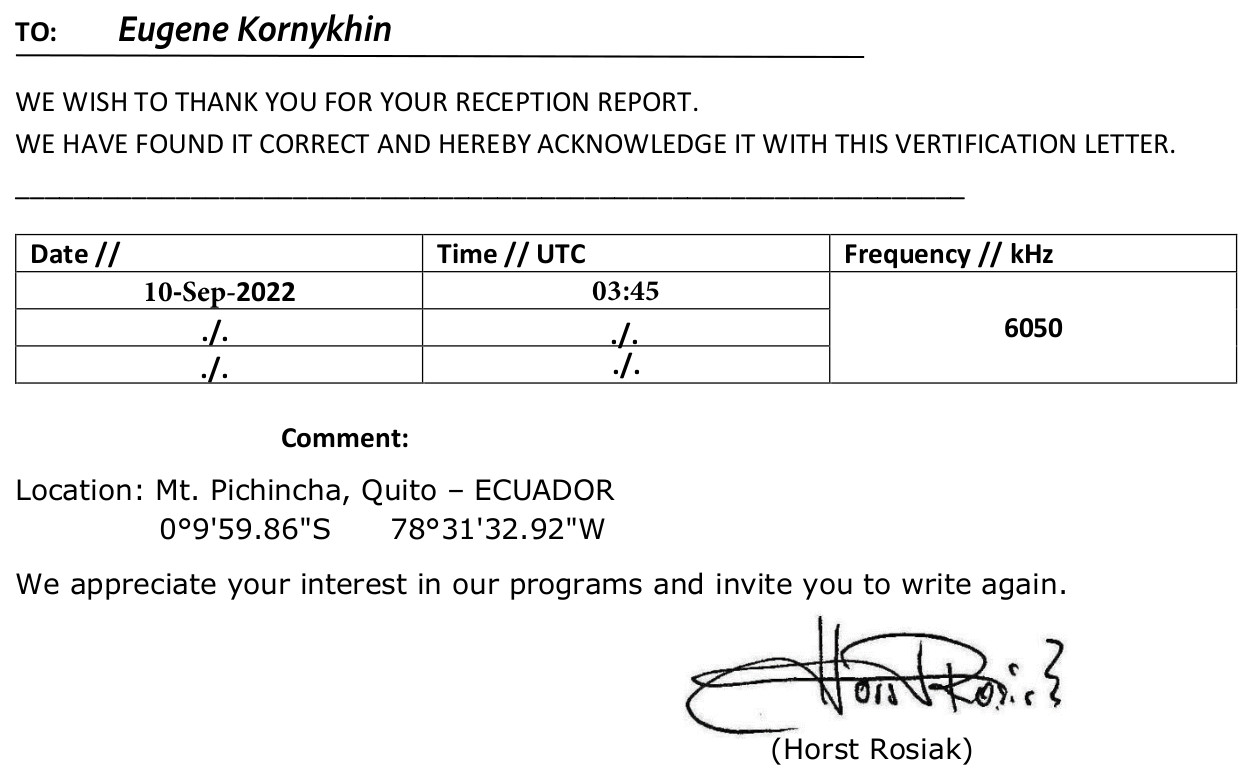 TO: Eugene Kornykhin
WE WISH TO THANK YOU FOR YOUR RECEPTION REPORT.
WE HAVE FOUND IT CORRECT AND HEREBY ACKNOWLEDGE IT WITH THIS VERTIFICATION LETTER.
Date // Time // UTC Frequency // kHz
10-Sep-2022 03:45 6050
./. ./.
./. ./.
Comment:
Location: Mt. Pichincha, Quito – ECUADOR
0°9'59.86"S 78°31'32.92"W
We appreciate your interest in our programs and invite you to write again.
(Horst Rosiak)